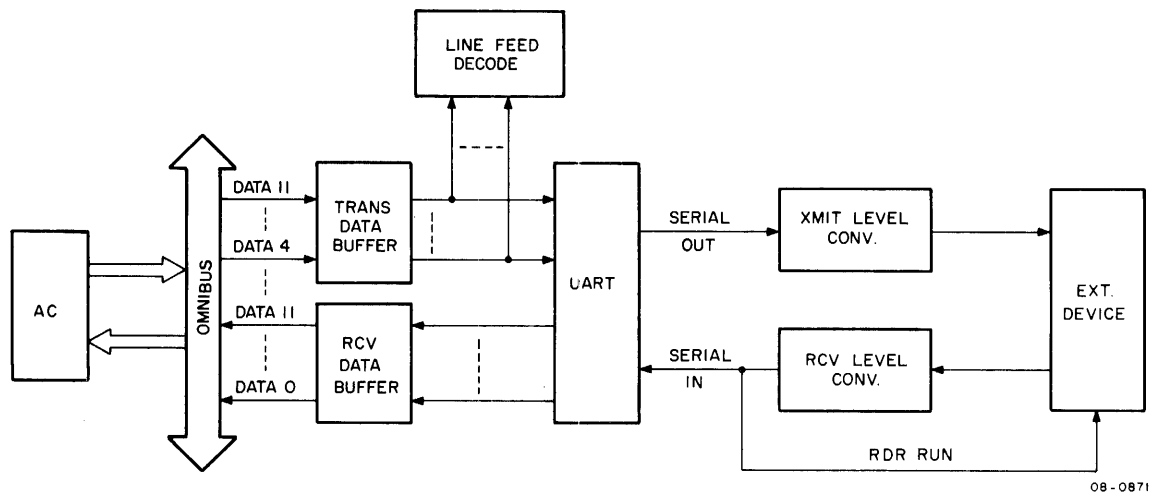 LINE FEED
DECODE
AC
OMNIBUS
DATA 11
DATA 4
DATA 11
DATA 0
TRANS
DATA
BUFFER
RCV
DATA
BUFFER
UART
SERIAL
OUT
SERIAL
IN
XMIT LEVEL
CONV.
RCV LEVEL
CONV.
EXT.
DEVICE
RDR RUN
08-0871